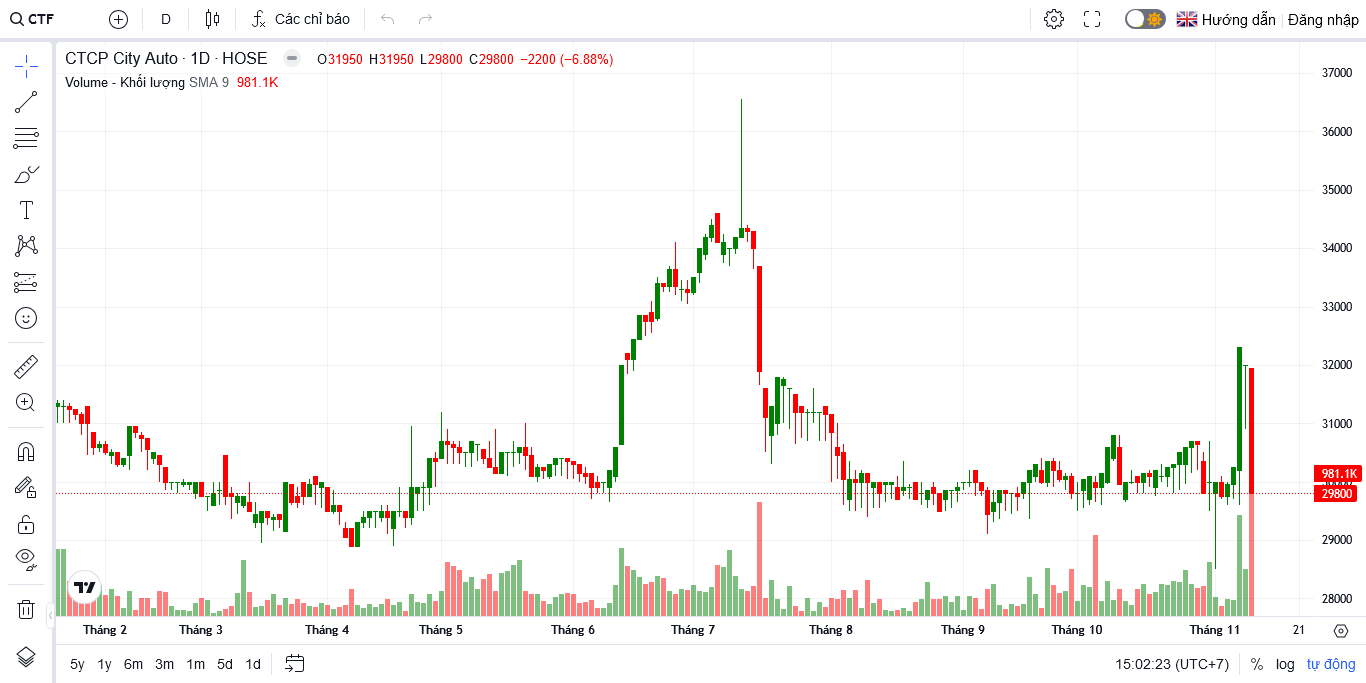 CTF D Các chỉ báo Hướng dẫn Đăng nhập
CTCP City Auto · 1D · HOSE O31950 H31950 L29800 C29800 −2200 (−6.88%)
Volume - Khối lượng SMA 9 981.1K
37000
36000
35000
34000
33000
32000
31000
981.1K
29800
29000
28000
Tháng 2 Tháng 3 Tháng 4 Tháng 5 Tháng 6 Tháng 7 Tháng 8 Tháng 9 Tháng 10 Tháng 11 21
5y 1y 6m 3m 1m 5d 1d 15:02:23 (UTC+7) % log tự động